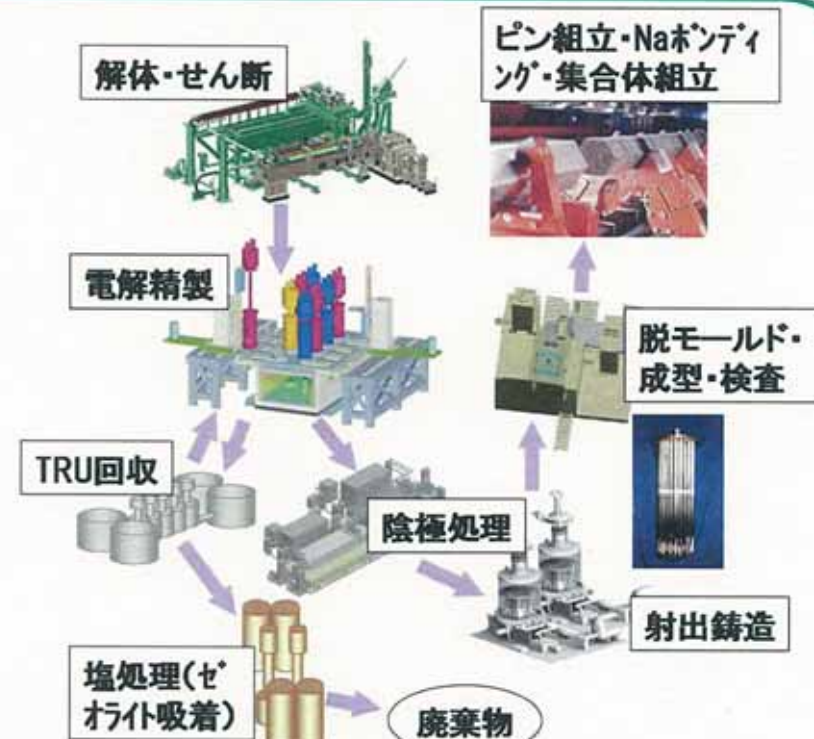 解体・せん断
ピン組立・Naﾎﾞﾝﾃﾞｨ
ﾝｸﾞ・集合体組立
電解精製
脱モールド・
成型・検査
TRU回収
陰極処理
射出鋳造
塩処理(ｾﾞ
ｵﾗｲﾄ吸着)
廃棄物